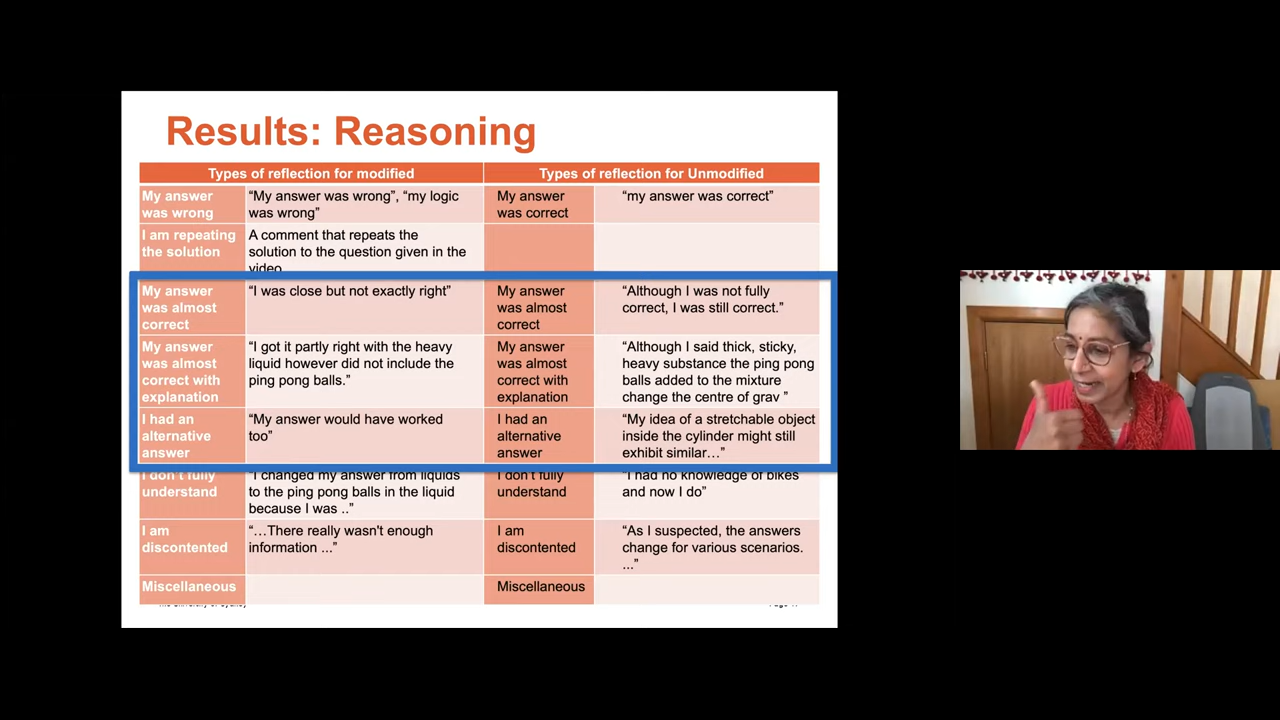 Results: Reasoning
Types of reflection for modified
Types of reflection for Unmodified
My answer
was wrong
“My answer was wrong”, “my logic
was wrong”
My answer
was correct
“my answer was correct”
I am repeating
the solution
A comment that repeats the
solution to the question given in the
video
My answer
was almost
correct
“I was close but not exactly right”
My answer
was almost
correct
“Although I was not fully
correct, I was still correct.”
My answer
was almost
correct with
explanation
“I got it partly right with the heavy
liquid however did not include the
ping pong balls.”
My answer
was almost
correct with
explanation
“Although I said thick, sticky,
heavy substance the ping pong
balls added to the mixture
change the centre of grav ”
I had an
alternative
answer
“My answer would have worked
too”
I had an
alternative
answer
“My idea of a stretchable object
inside the cylinder might still
exhibit similar…”
I don't fully
understand
“I changed my answer from liquids
to the ping pong balls in the liquid
because I was ..”
I don't fully
understand
“I had no knowledge of bikes
and now I do”
I am
discontented
“…There really wasn't enough
information ...”
I am
discontented
“As I suspected, the answers
change for various scenarios.
...”
Miscellaneous
Miscellaneous